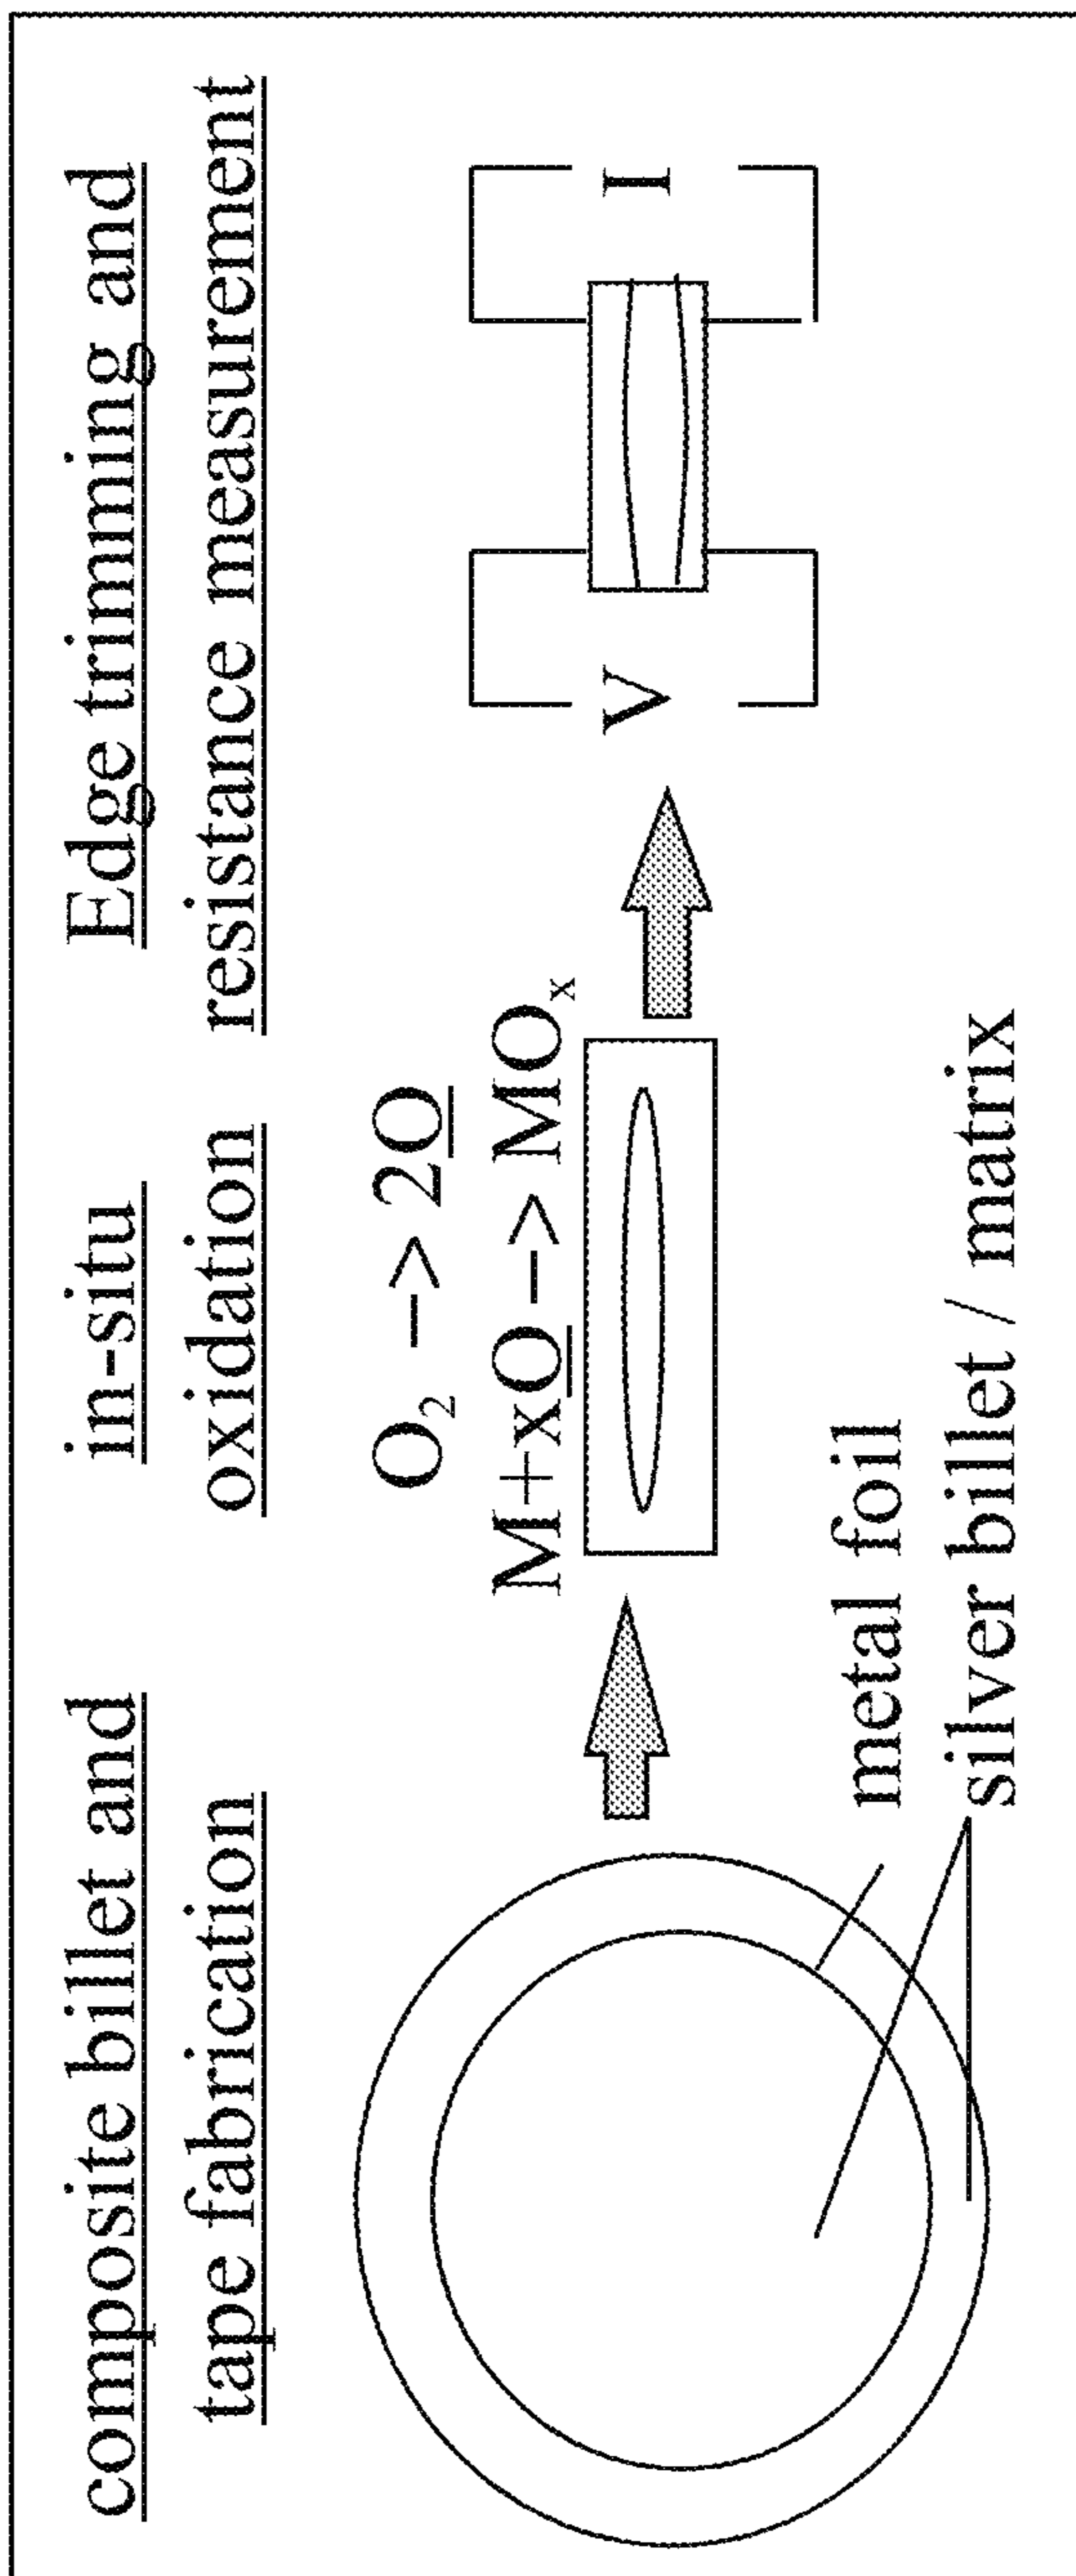 composite billet and
tape fabrication
in-situ
oxidation
Edge trimming and
resistance measurement
O₂ –> 2O
M+xO –> MOₓ
V
I
metal foil
silver billet / matrix